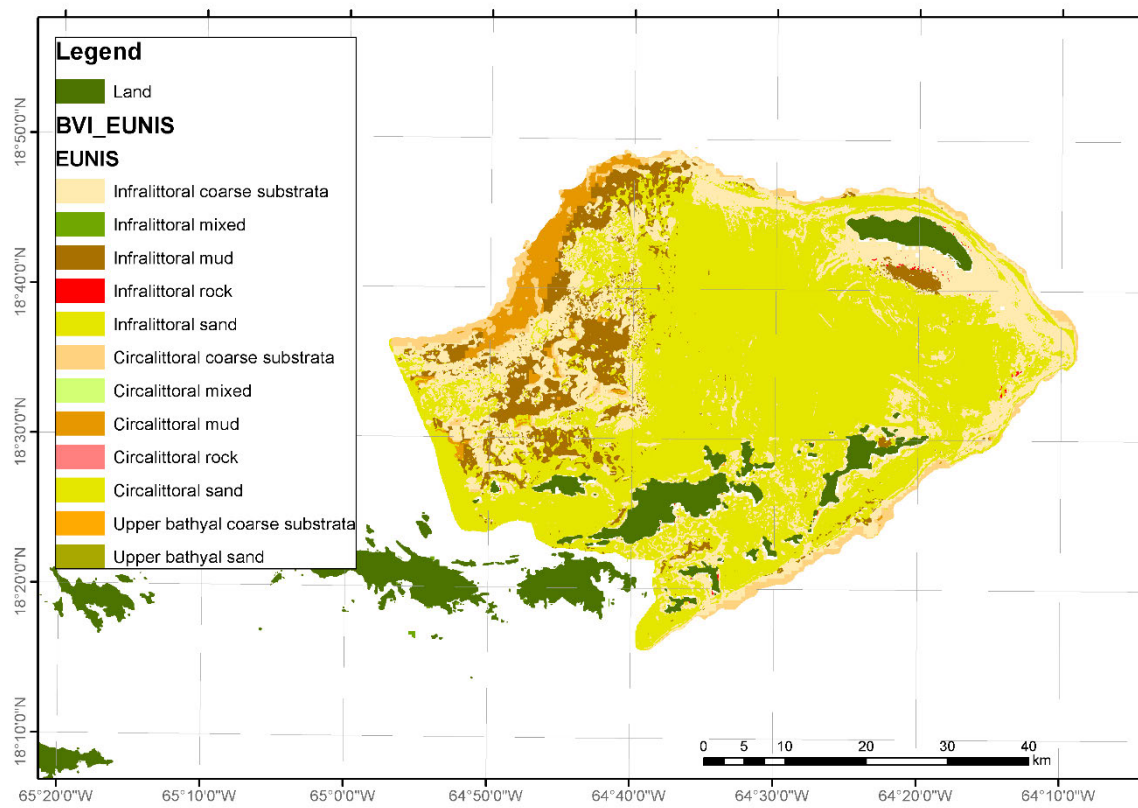 Legend
Land
BVI_EUNIS
EUNIS
Infralittoral coarse substrata
Infralittoral mixed
Infralittoral mud
Infralittoral rock
Infralittoral sand
Circalittoral coarse substrata
Circalittoral mixed
Circalittoral mud
Circalittoral rock
Circalittoral sand
Upper bathyal coarse substrata
Upper bathyal sand
18°50'0"N
18°40'0"N
18°30'0"N
18°20'0"N
18°10'0"N
0 5 10 20 30 40
km
65°20'0"W 65°10'0"W 65°0'0"W 64°50'0"W 64°40'0"W 64°30'0"W 64°20'0"W 64°10'0"W